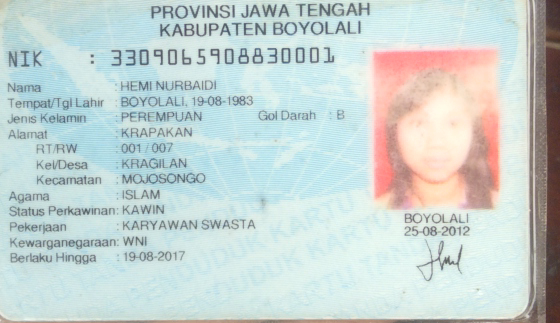 PROVINSI JAWA TENGAH
KABUPATEN BOYOLALI
NIK : 3309065908830001
Nama : HEMI NURBAIDI
Tempat/Tgl Lahir : BOYOLALI, 19-08-1983
Jenis Kelamin : PEREMPUAN Gol Darah : B
Alamat : KRAPAKAN
RT/RW : 001 / 007
Kel/Desa : KRAGILAN
Kecamatan : MOJOSONGO
Agama : ISLAM
Status Perkawinan: KAWIN
Pekerjaan : KARYAWAN SWASTA
Kewarganegaraan: WNI
Berlaku Hingga : 19-08-2017
BOYOLALI
25-08-2012